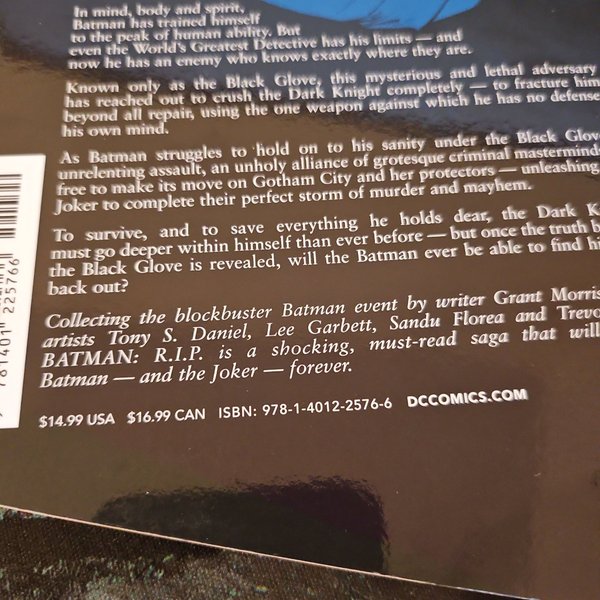 In mind, body and spirit,
Batman has trained himself
to the peak of human ability. But
even the World's Greatest Detective has his limits — and
now he has an enemy who knows exactly where they are.
Known only as the Black Glove, this mysterious and lethal adversary
has reached out to crush the Dark Knight completely — to fracture him
beyond all repair, using the one weapon against which he has no defense
his own mind.
As Batman struggles to hold on to his sanity under the Black Glov
unrelenting assault, an unholy alliance of grotesque criminal masterminds
free to make its move on Gotham City and her protectors — unleashing
Joker to complete their perfect storm of murder and mayhem.
To survive, and to save everything he holds dear, the Dark K
must go deeper within himself than ever before — but once the truth b
the Black Glove is revealed, will the Batman ever be able to find hi
back out?
Collecting the blockbuster Batman event by writer Grant Morris
artists Tony S. Daniel, Lee Garbett, Sandu Florea and Trevo
BATMAN: R.I.P. is a shocking, must-read saga that will
Batman — and the Joker — forever.
$14.99 USA $16.99 CAN ISBN: 978-1-4012-2576-6 DCCOMICS.COM
781401 225766